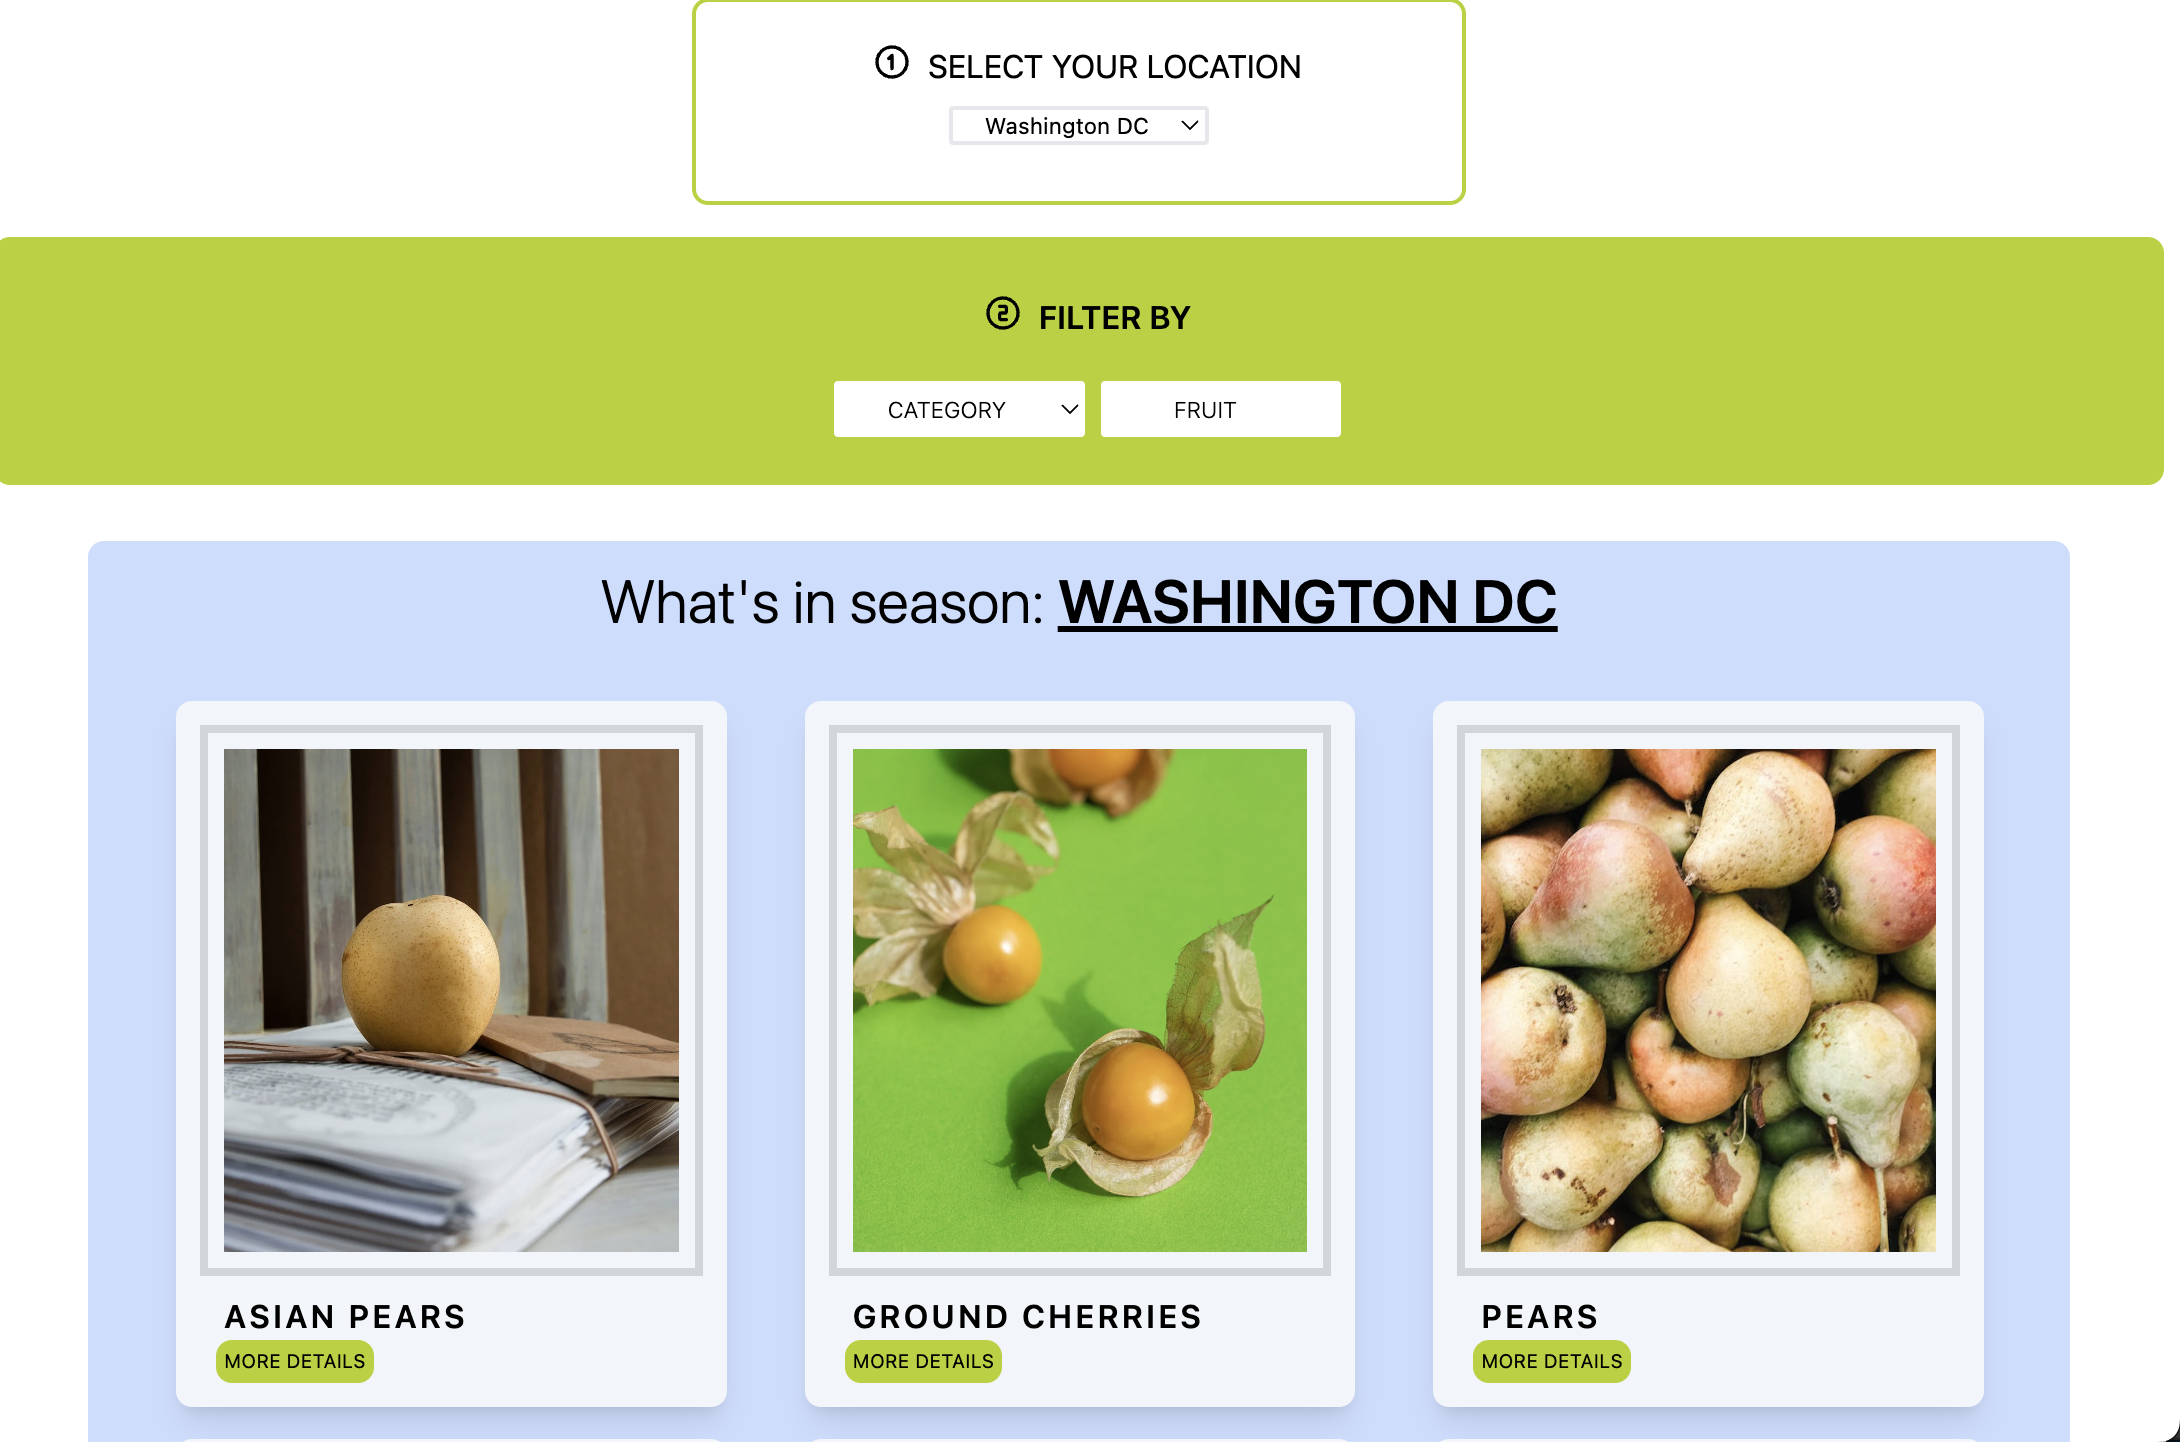 1 SELECT YOUR LOCATION
Washington DC
2 FILTER BY
CATEGORY FRUIT
What's in season: WASHINGTON DC
ASIAN PEARS GROUND CHERRIES PEARS
MORE DETAILS MORE DETAILS MORE DETAILS